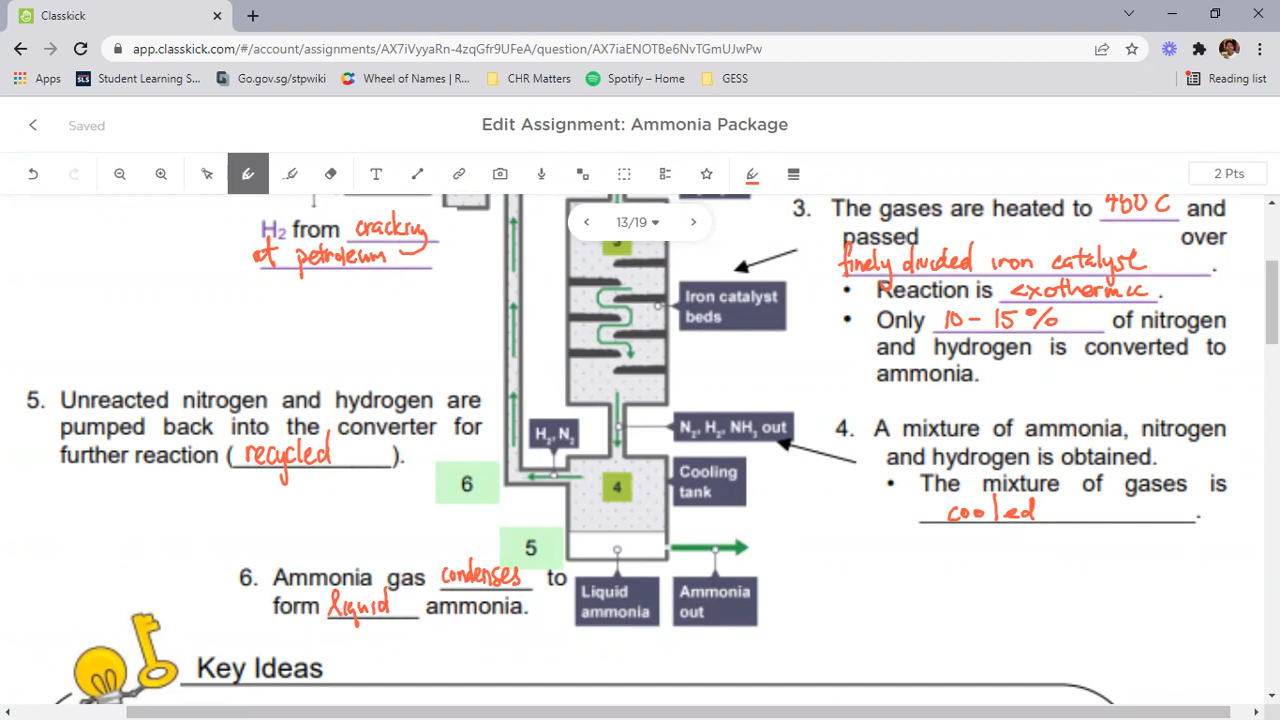 Classkick
app.classkick.com/#/account/assignments/AX7iVyyaRn-4zqGfr9UFeA/question/AX7iaENOTBe6NvTGmUJwPw
Apps
Student Learning S...
Go.gov.sg/stpwiki
Wheel of Names | R...
CHR Matters
Spotify – Home
GESS
Reading list
Saved
Edit Assignment: Ammonia Package
T
2 Pts
13/19
H₂ from cracking
of petroleum
3. The gases are heated to 450°C and
passed over
finely divided iron catalyst.
• Reaction is exothermic.
• Only 10-15% of nitrogen
and hydrogen is converted to
ammonia.
Iron catalyst
beds
5. Unreacted nitrogen and hydrogen are
pumped back into the converter for
further reaction (recycled).
H₂, N₂
N₂, H₂, NH₃ out
4. A mixture of ammonia, nitrogen
and hydrogen is obtained.
• The mixture of gases is
cooled.
6
4
Cooling
tank
5
6. Ammonia gas condenses to
form liquid ammonia.
Liquid
ammonia
Ammonia
out
Key Ideas